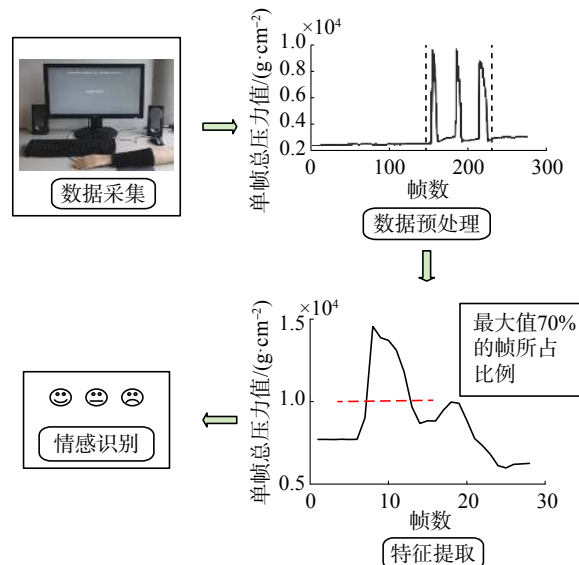 数据采集
×10⁴
单帧总压力值/(g·cm⁻²)
1.0
0.8
0.6
0.4
0.2
0
100
200
300
帧数
数据预处理
×10⁴
单帧总压力值/(g·cm⁻²)
1.5
1.0
0.5
0
10
20
30
帧数
特征提取
最大值70%
的帧所占
比例
情感识别